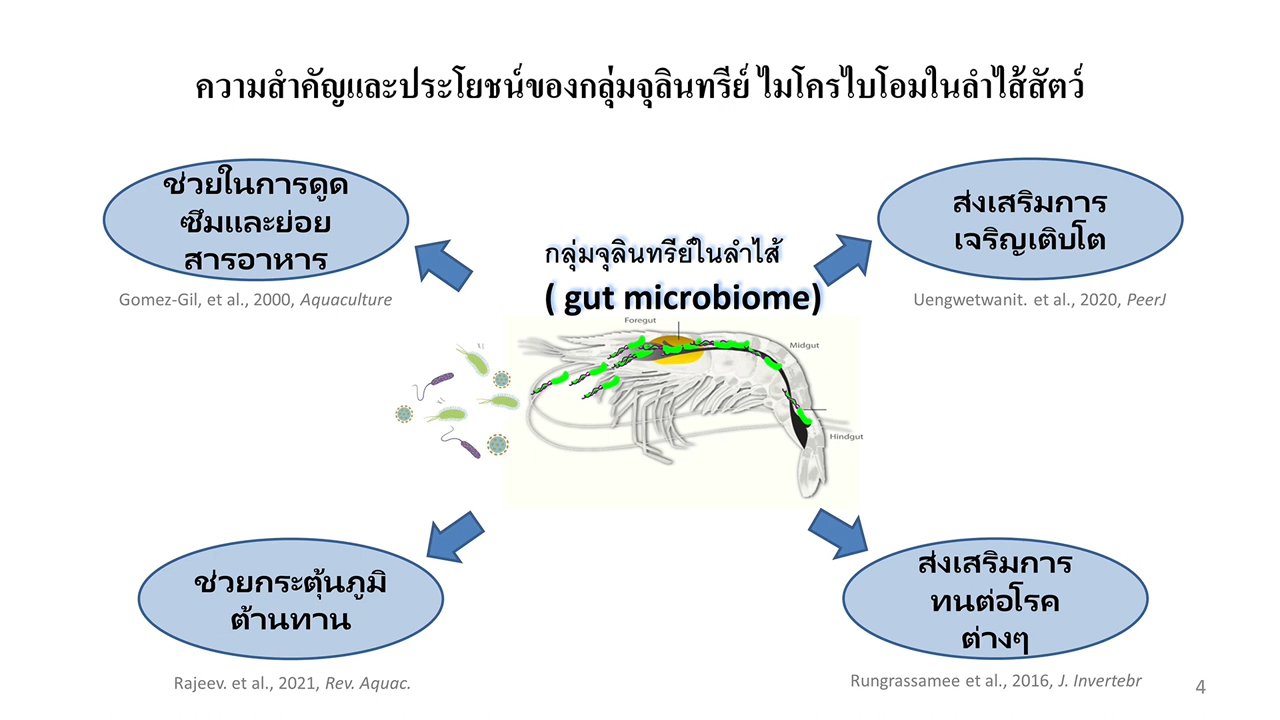 ความสำคัญและประโยชน์ของกลุ่มจุลินทรีย์ ไมโครไบโอมในลำไส้สัตว์
ช่วยในการดูด
ซึมและย่อย
สารอาหาร
Gomez-Gil, et al., 2000, Aquaculture
ส่งเสริมการ
เจริญเติบโต
Uengwetwanit. et al., 2020, PeerJ
กลุ่มจุลินทรีย์ในลำไส้
( gut microbiome)
Foregut
Midgut
Hindgut
ช่วยกระตุ้นภูมิ
ต้านทาน
Rajeev. et al., 2021, Rev. Aquac.
ส่งเสริมการ
ทนต่อโรค
ต่างๆ
Rungrassamee et al., 2016, J. Invertebr
4